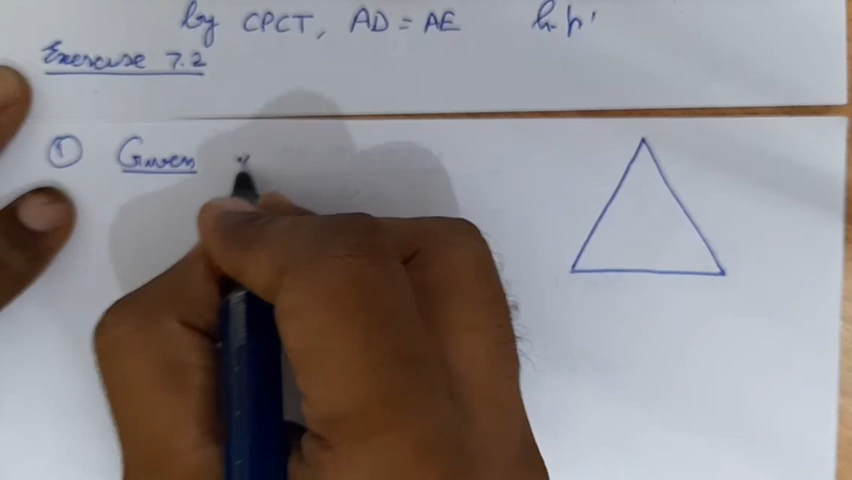 by CPCT, AD = AE h.p'
Exercise 7.2
① Given